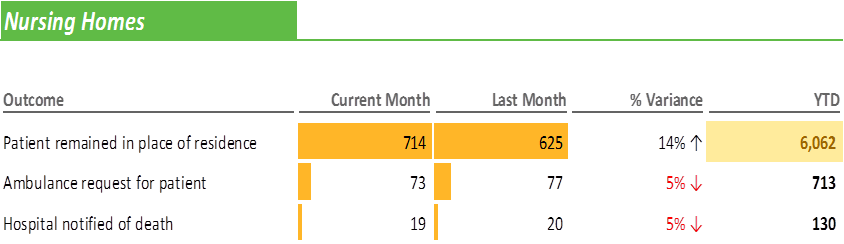 Nursing Homes
Outcome Current Month Last Month % Variance YTD
Patient remained in place of residence 714 625 14% ↑ 6,062
Ambulance request for patient 73 77 5% ↓ 713
Hospital notified of death 19 20 5% ↓ 130